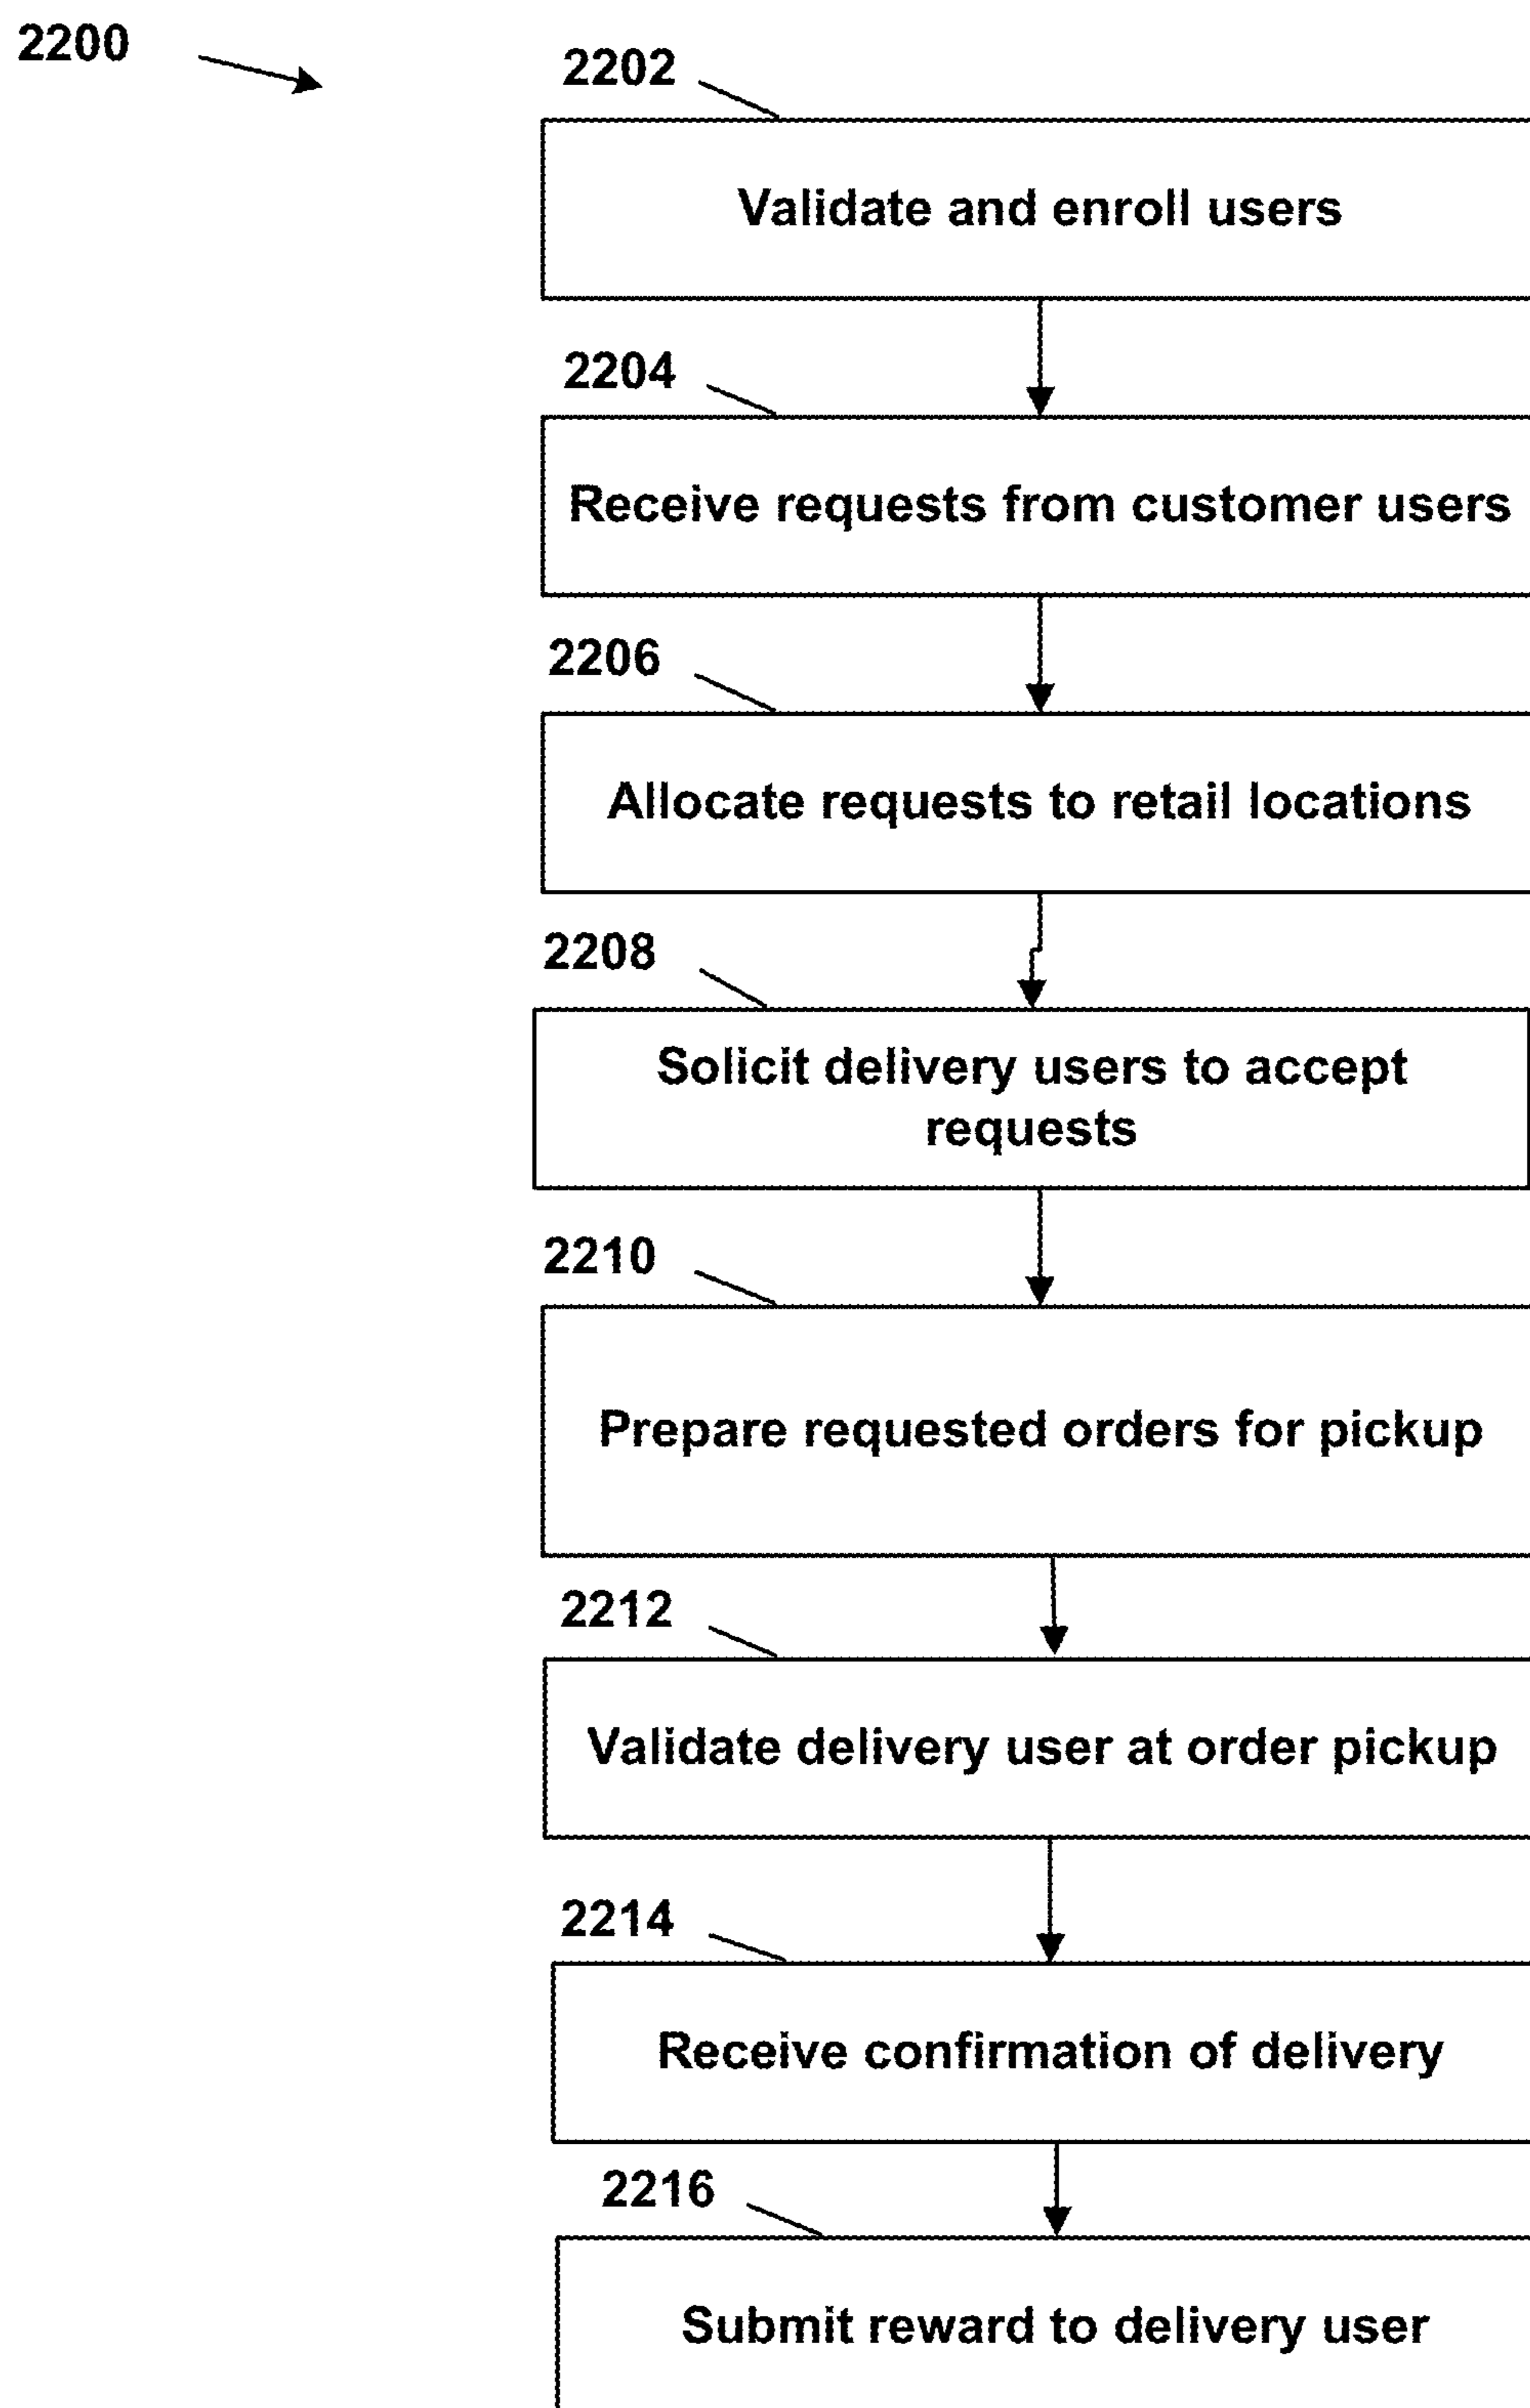 2200
2202
Validate and enroll users
2204
Receive requests from customer users
2206
Allocate requests to retail locations
2208
Solicit delivery users to accept
requests
2210
Prepare requested orders for pickup
2212
Validate delivery user at order pickup
2214
Receive confirmation of delivery
2216
Submit reward to delivery user